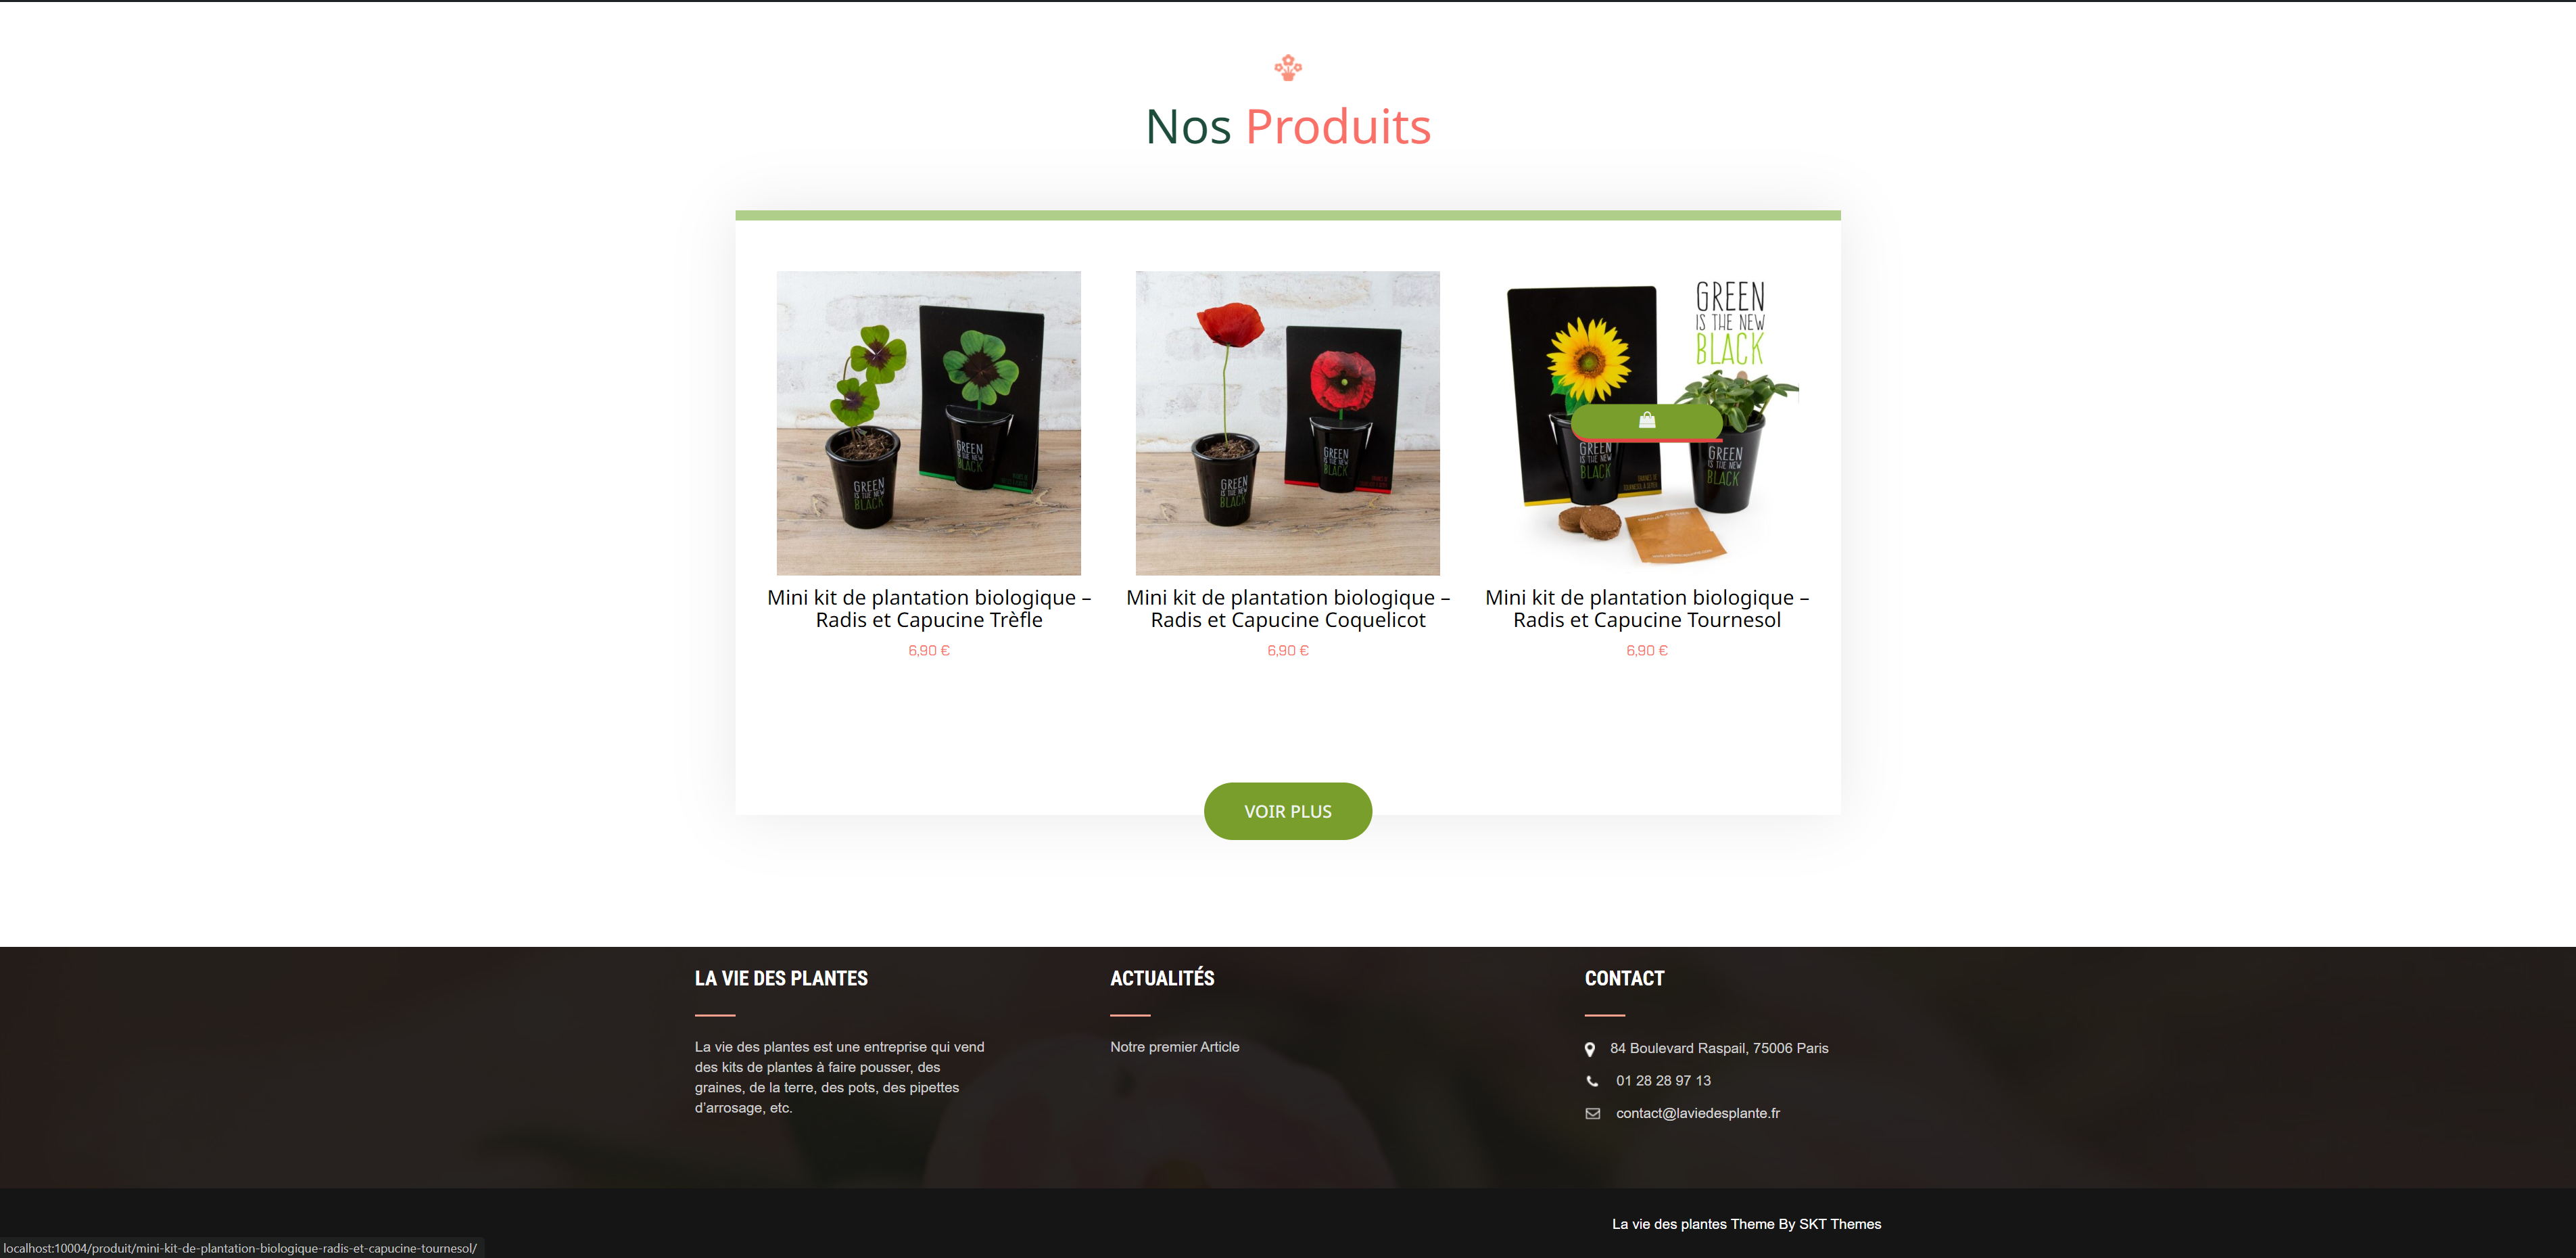 Nos Produits
GREEN
IS THE NEW
BLACK
GREEN
IS THE NEW
BLACK
GREEN
IS THE NEW
BLACK
GREEN
IS THE NEW
BLACK
GREEN
IS THE NEW
BLACK
GREEN
IS THE NEW
BLACK
GREEN
IS THE NEW
BLACK
Mini kit de plantation biologique –
Radis et Capucine Trèfle
6,90 €
Mini kit de plantation biologique –
Radis et Capucine Coquelicot
6,90 €
Mini kit de plantation biologique –
Radis et Capucine Tournesol
6,90 €
VOIR PLUS
LA VIE DES PLANTES
La vie des plantes est une entreprise qui vend
des kits de plantes à faire pousser, des
graines, de la terre, des pots, des pipettes
d'arrosage, etc.
ACTUALITÉS
Notre premier Article
CONTACT
84 Boulevard Raspail, 75006 Paris
01 28 28 97 13
contact@laviedesplante.fr
La vie des plantes Theme By SKT Themes
localhost:10004/produit/mini-kit-de-plantation-biologique-radis-et-capucine-tournesol/